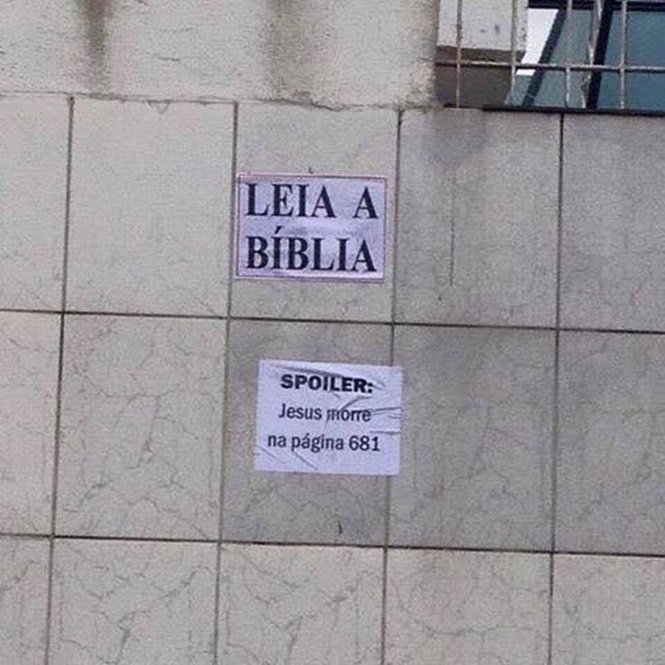 LEIA A
BÍBLIA
SPOILER:
Jesus morre
na página 681